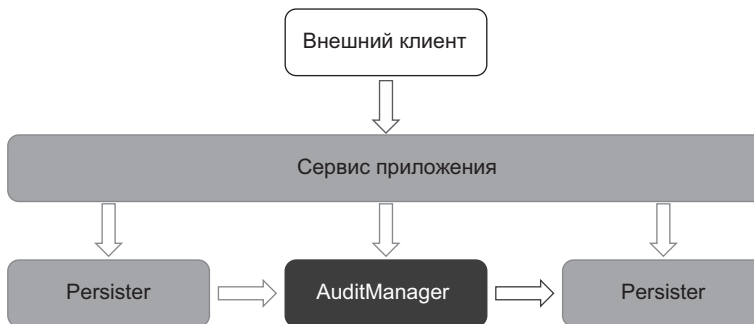 Внешний клиент
Сервис приложения
Persister
AuditManager
Persister